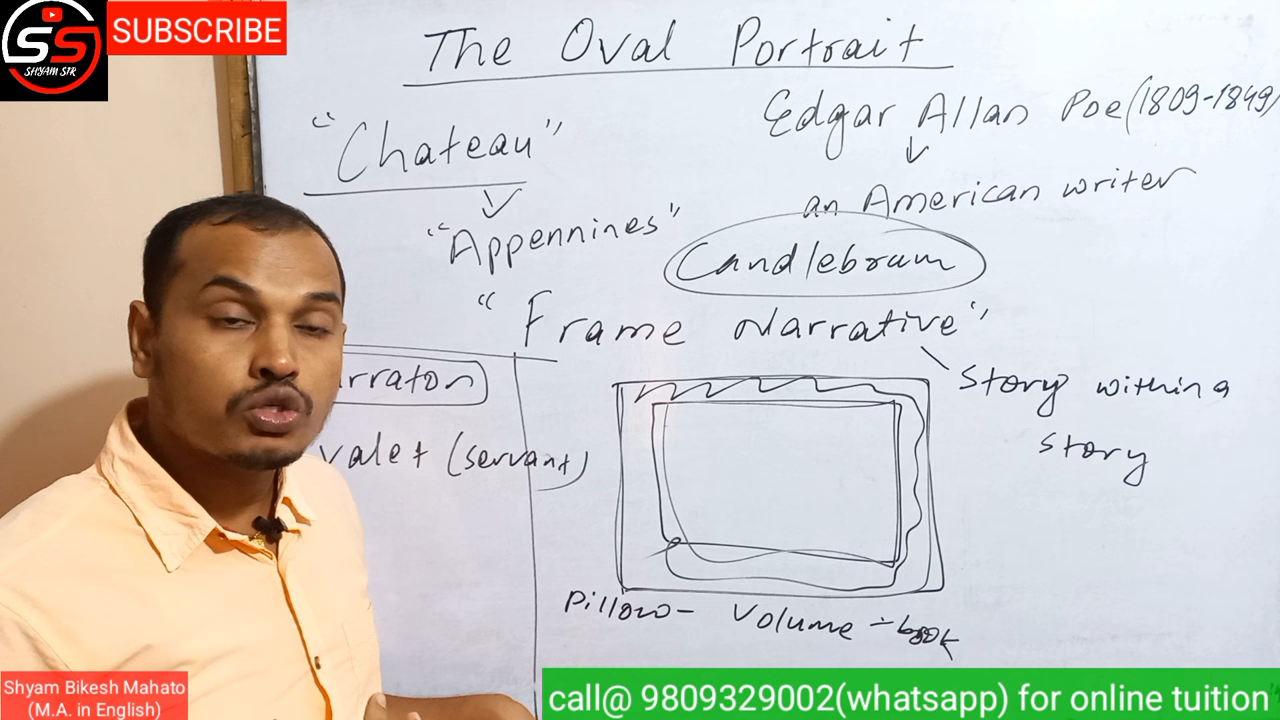 SS
SHYAM SIR
SUBSCRIBE
The Oval Portrait
"Chateau"
Edgar Allan Poe (1809-1849)
an American writer
"Appennines"
Candlebram
"Frame Narrative"
Story within a
story
arrator
valet (servant)
Pillow - Volume - book
Shyam Bikesh Mahato
(M.A. in English)
call@ 9809329002(whatsapp) for online tuition